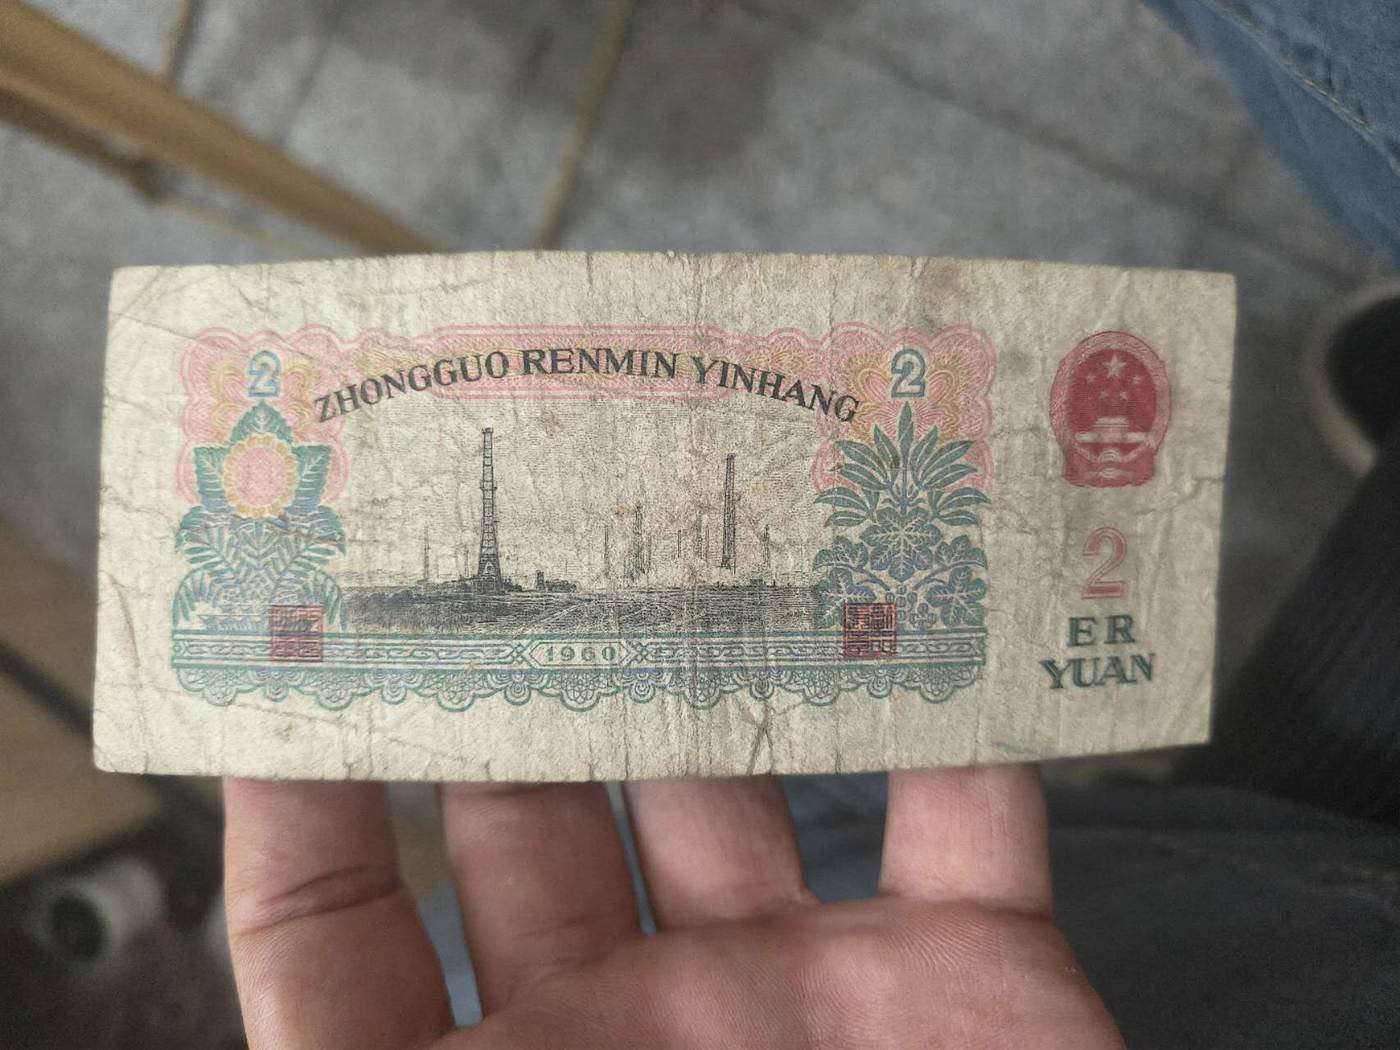 ZHONGGUO RENMIN YINHANG
2
2
2
ER
YUAN
1960